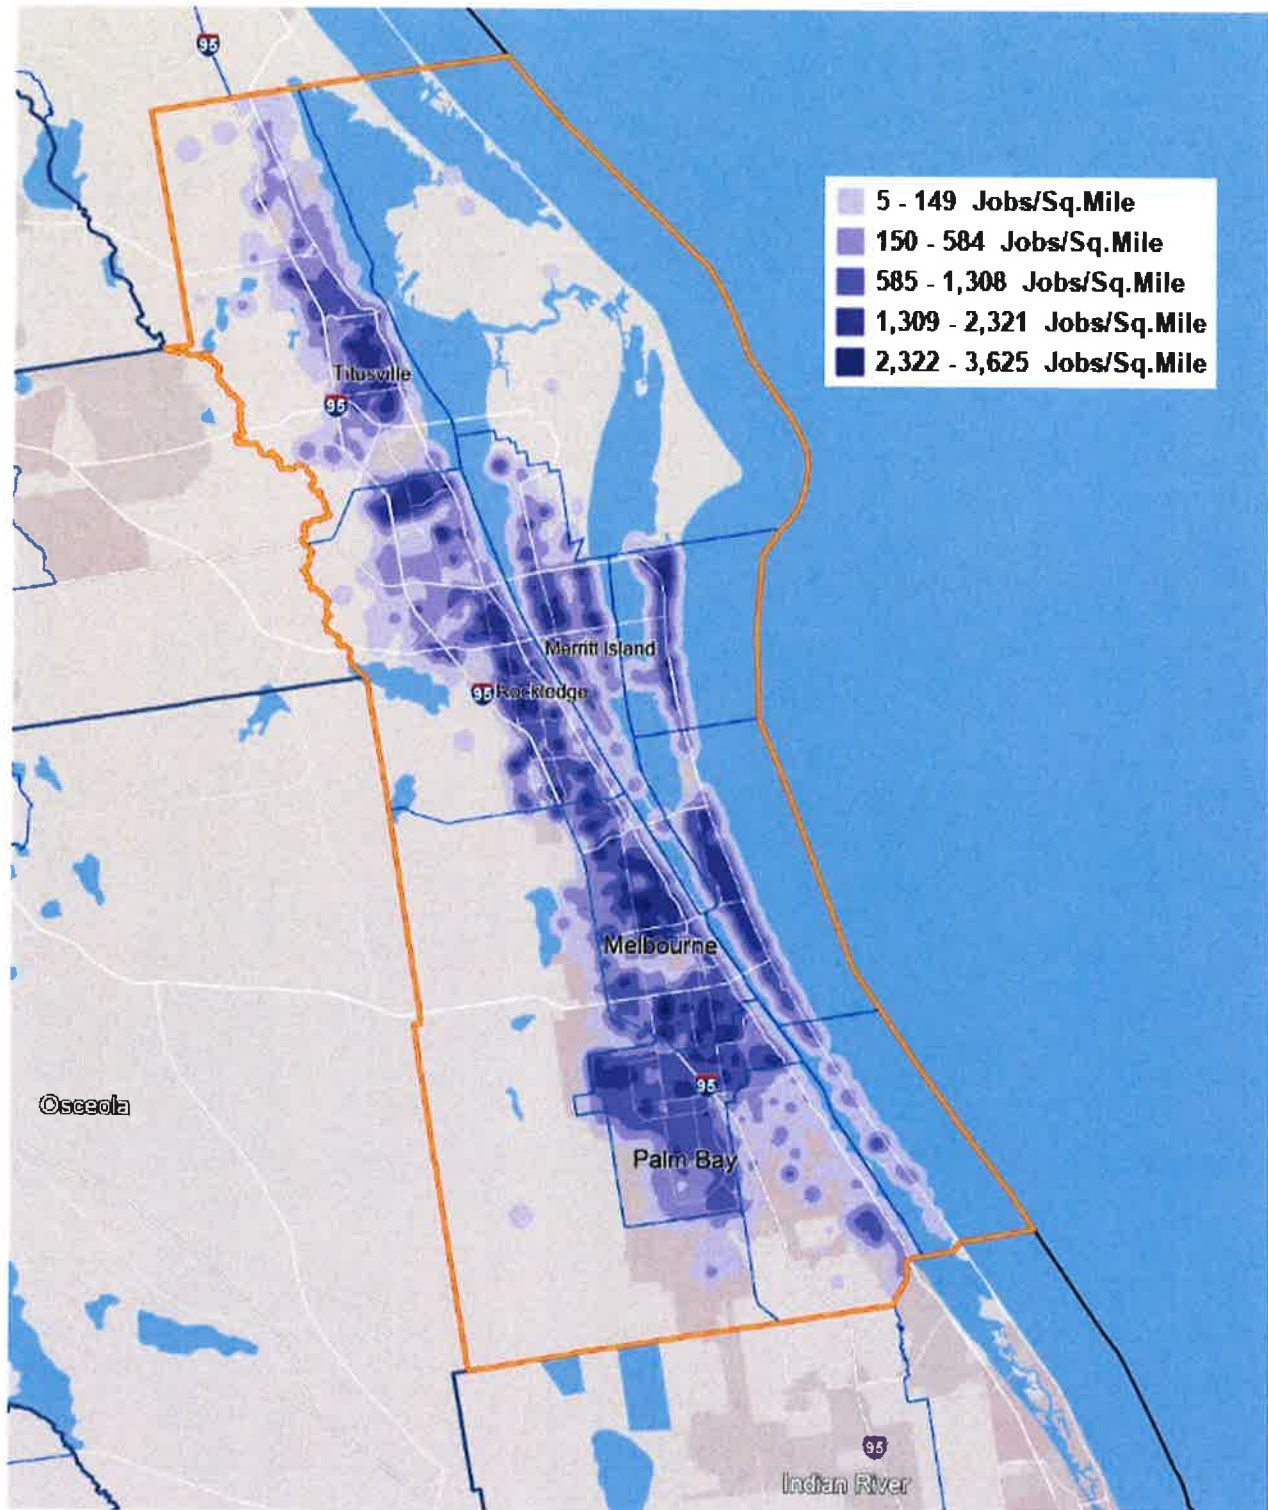 95
5 - 149 Jobs/Sq.Mile
150 - 584 Jobs/Sq.Mile
585 - 1,308 Jobs/Sq.Mile
1,309 - 2,321 Jobs/Sq.Mile
2,322 - 3,625 Jobs/Sq.Mile
Titusville
95
Merritt Island
95 Rockledge
Melbourne
95
Osceola
Palm Bay
95
Indian River